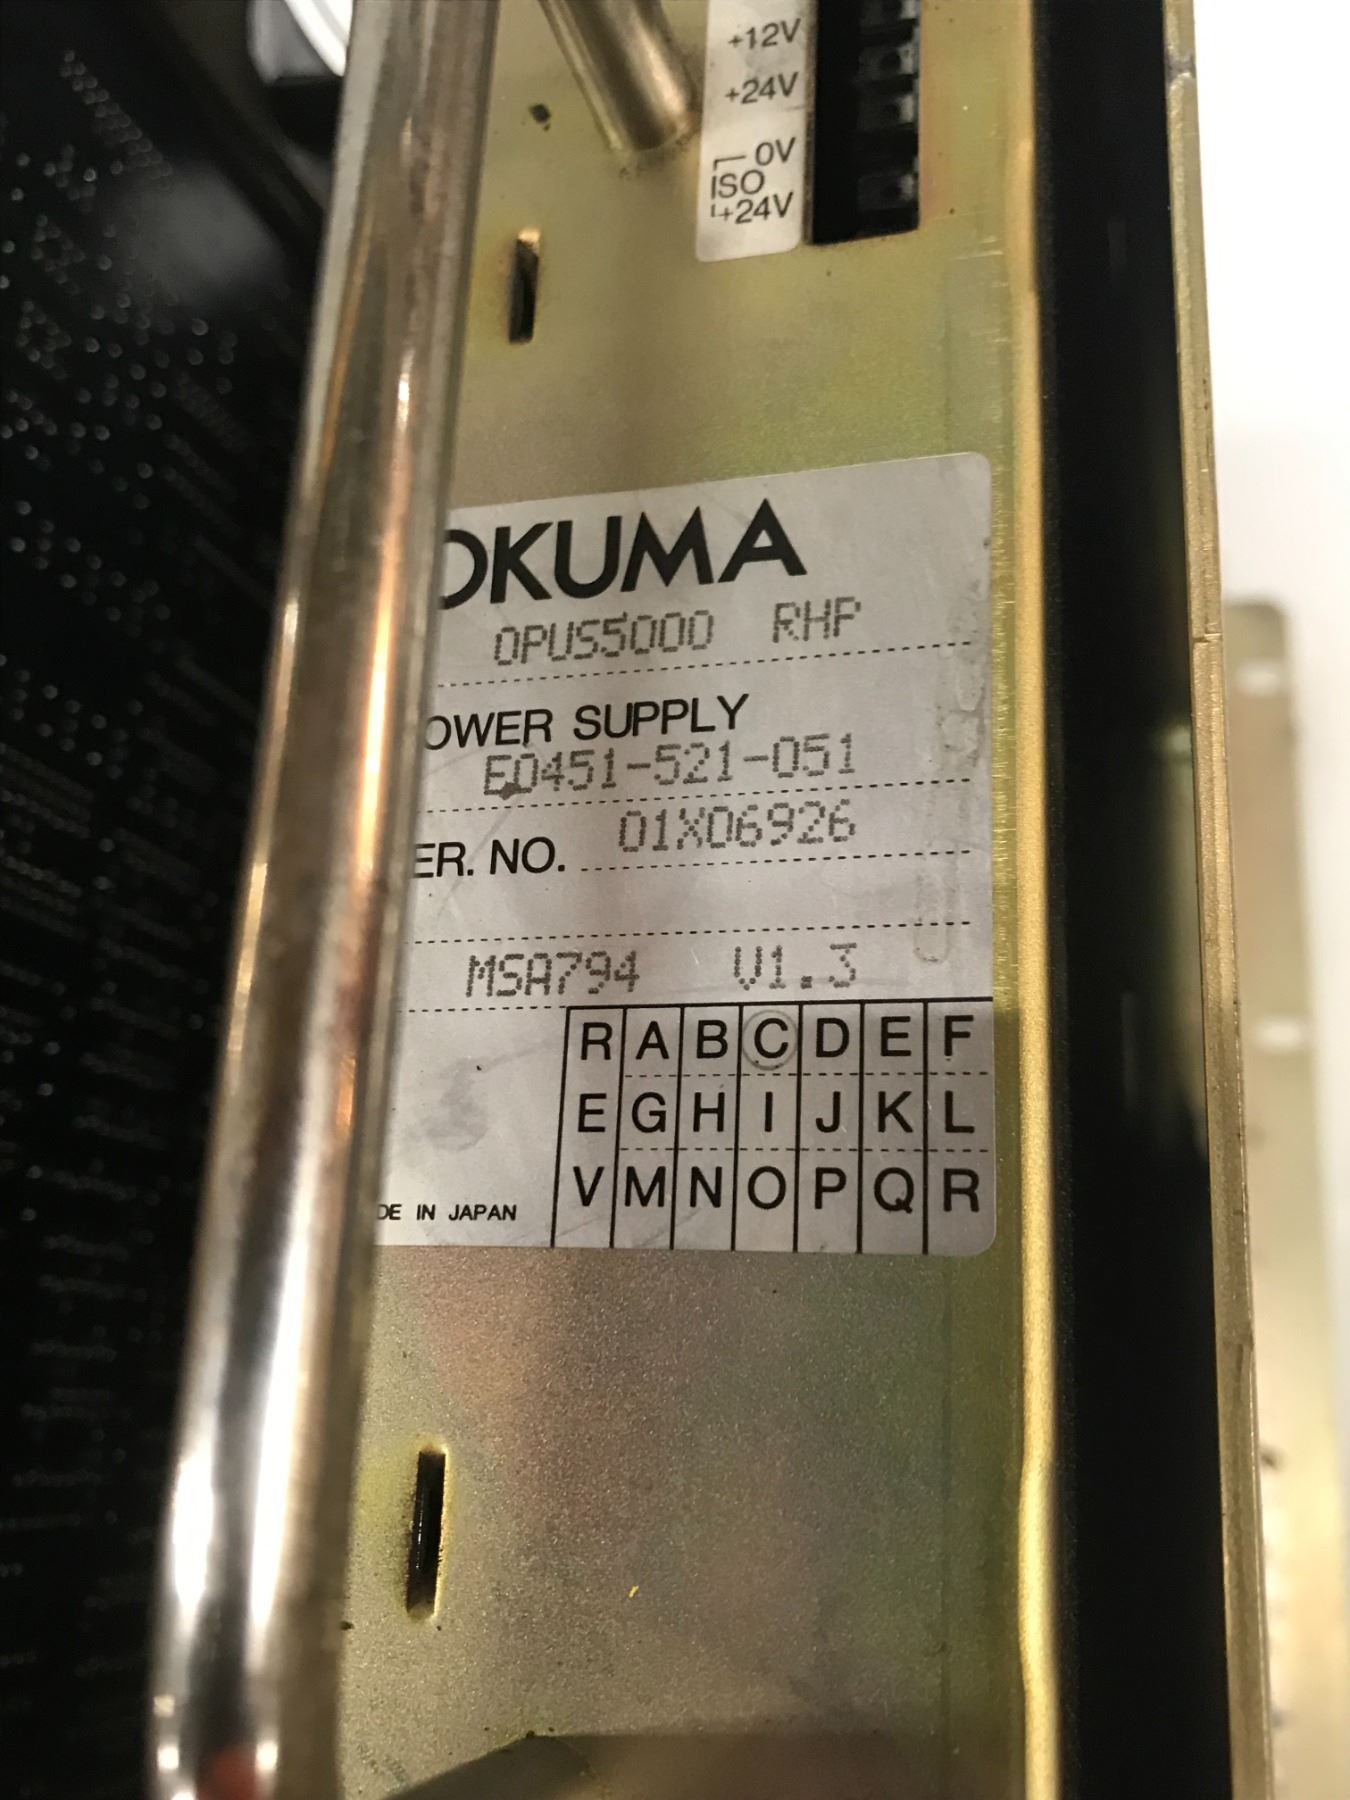 +12V
+24V
0V
ISO
+24V
OKUMA
OPUS5000 RHP
OWER SUPPLY
E0451-521-051
ER. NO. 01X06926
MSA794 V1.3
R A B C D E F
E G H I J K L
V M N O P Q R
DE IN JAPAN